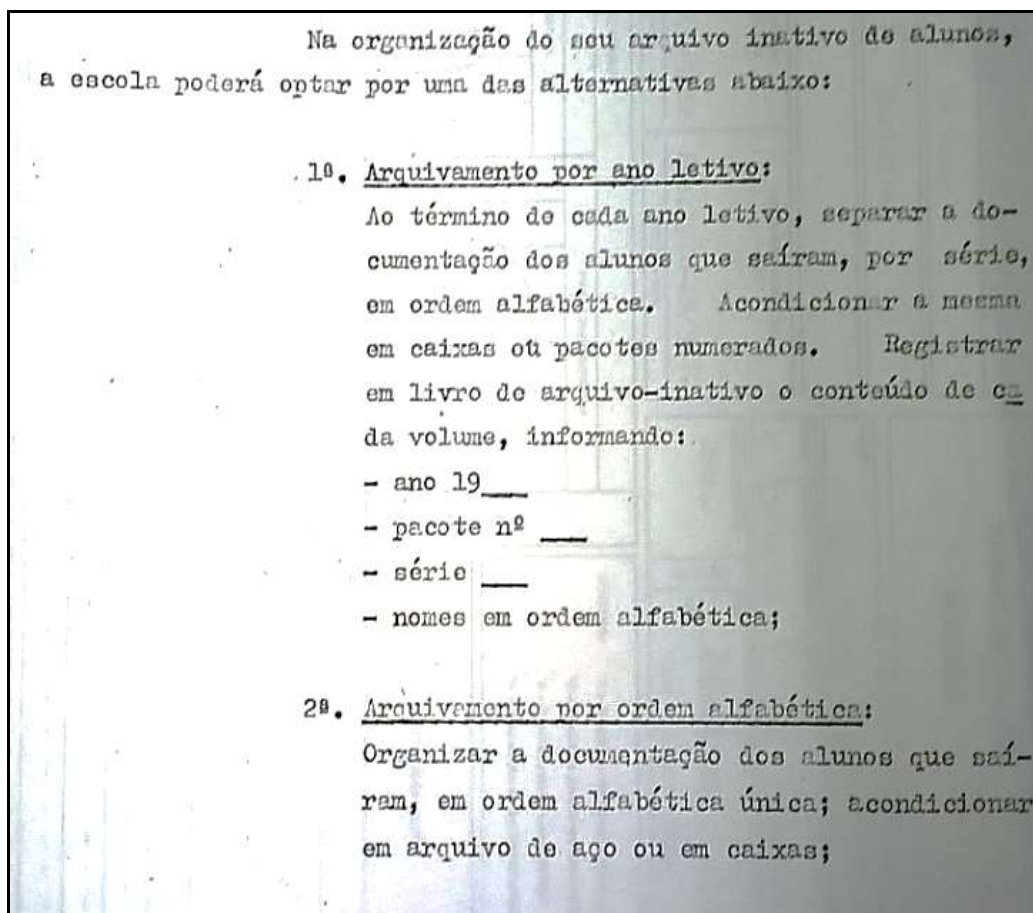 Na organização do seu arquivo inativo de alunos,
a escola poderá optar por uma das alternativas abaixo:
1ª. Arquivamento por ano letivo:
Ao término de cada ano letivo, separar a do-
cumentação dos alunos que saíram, por série,
em ordem alfabética. Acondicionar a mesma
em caixas ou pacotes numerados. Registrar
em livro de arquivo-inativo o conteúdo de ca
da volume, informando:
- ano 19___
- pacote nº ___
- série ___
- nomes em ordem alfabética;
2ª. Arquivamento por ordem alfabética:
Organizar a documentação dos alunos que saí-
ram, em ordem alfabética única; acondicionar
em arquivo de aço ou em caixas;